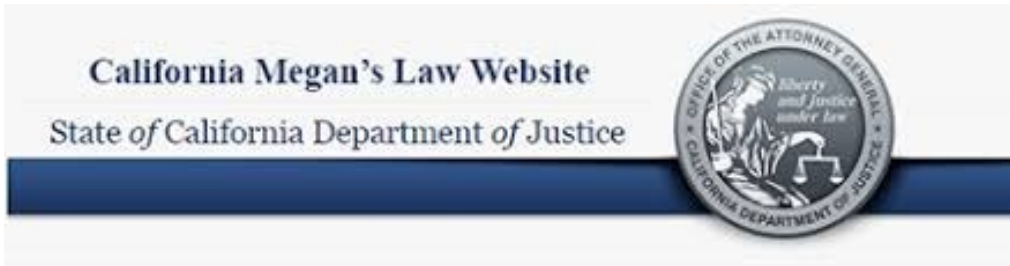 California Megan's Law Website
State of California Department of Justice
OFFICE OF THE ATTORNEY GENERAL
liberty
and justice
under law
CALIFORNIA DEPARTMENT OF JUSTICE